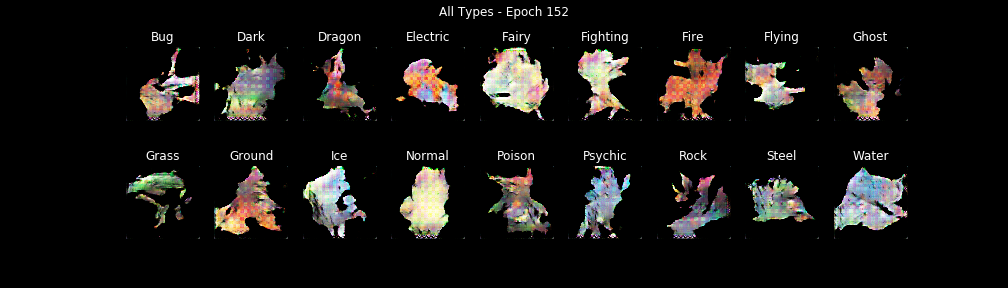 All Types - Epoch 152
Bug Dark Dragon Electric Fairy Fighting Fire Flying Ghost
Grass Ground Ice Normal Poison Psychic Rock Steel Water